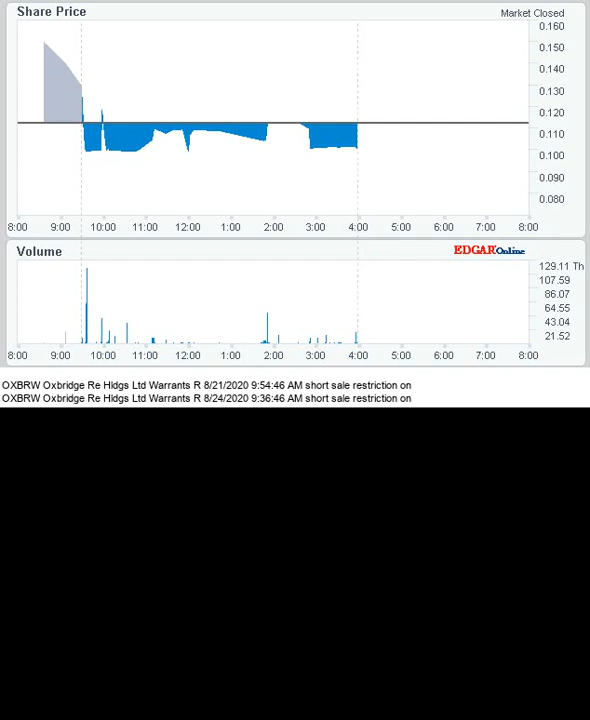 Share Price
Market Closed
0.160
0.150
0.140
0.130
0.120
0.110
0.100
0.090
0.080
8:00 9:00 10:00 11:00 12:00 1:00 2:00 3:00 4:00 5:00 6:00 7:00 8:00
Volume
EDGAROnline
129.11 Th
107.59
86.07
64.55
43.04
21.52
8:00 9:00 10:00 11:00 12:00 1:00 2:00 3:00 4:00 5:00 6:00 7:00 8:00
OXBRW Oxbridge Re Hldgs Ltd Warrants R 8/21/2020 9:54:46 AM short sale restriction on
OXBRW Oxbridge Re Hldgs Ltd Warrants R 8/24/2020 9:36:46 AM short sale restriction on